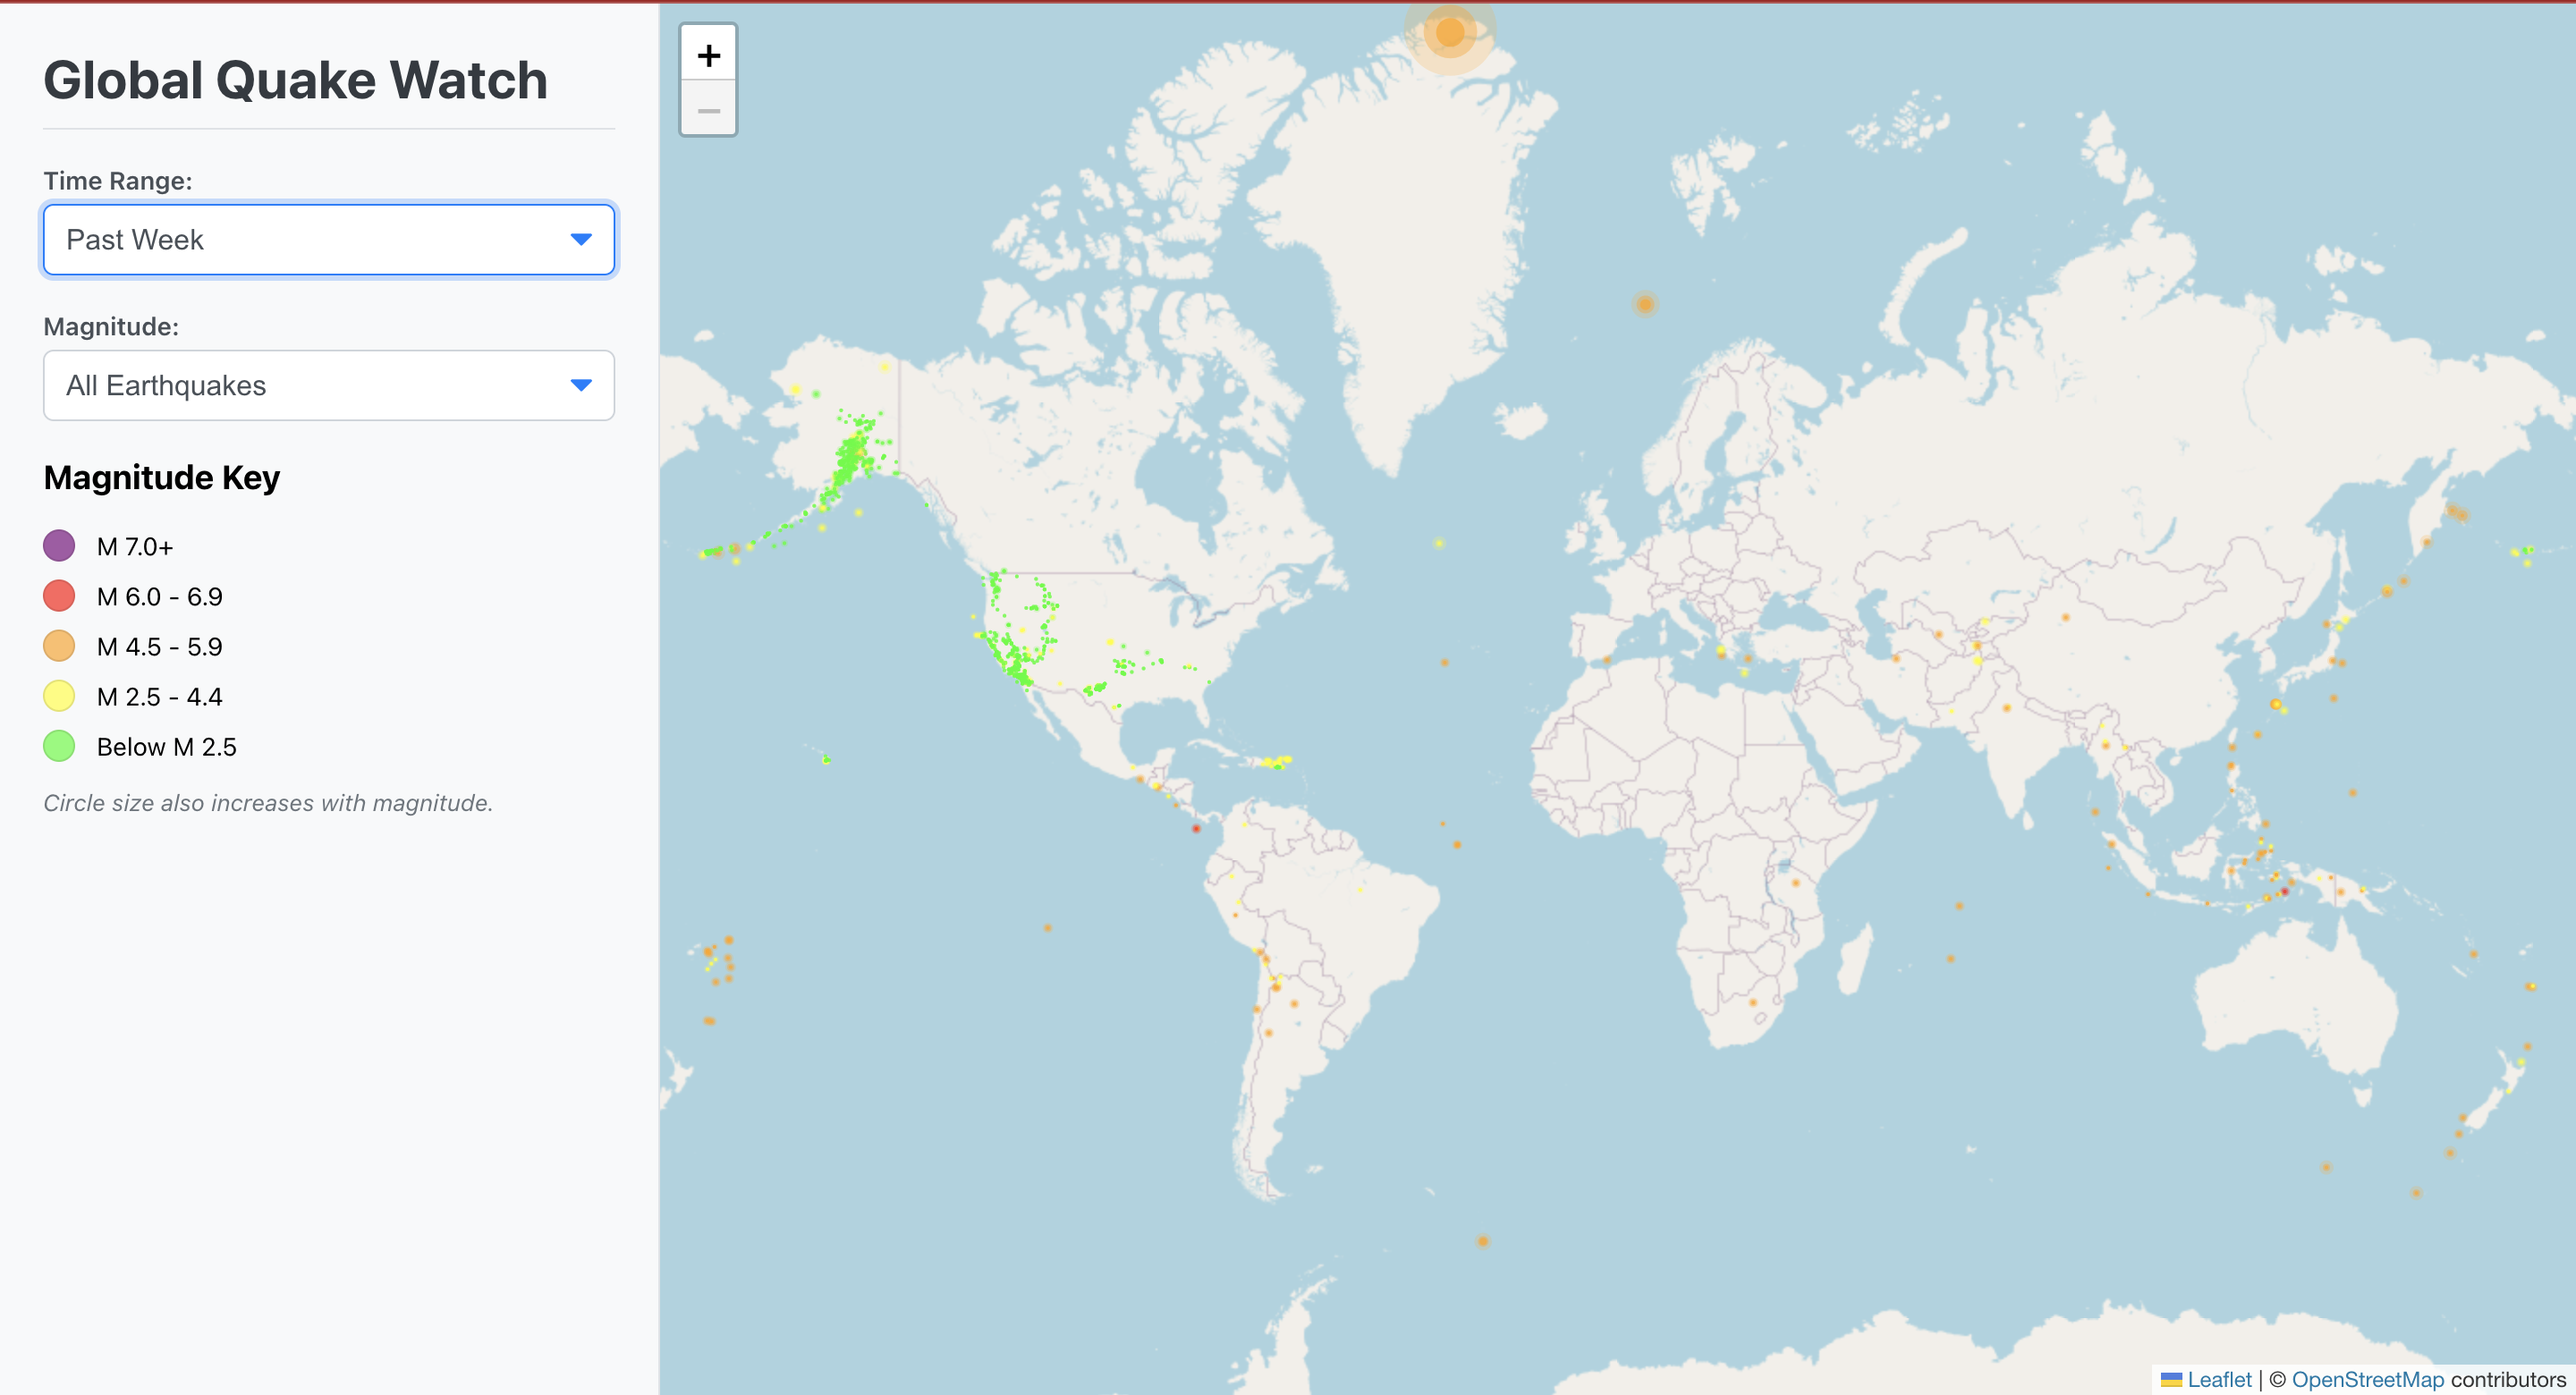 Global Quake Watch
Time Range:
Past Week
Magnitude:
All Earthquakes
Magnitude Key
M 7.0+
M 6.0 - 6.9
M 4.5 - 5.9
M 2.5 - 4.4
Below M 2.5
Circle size also increases with magnitude.
+
−
Leaflet | © OpenStreetMap contributors